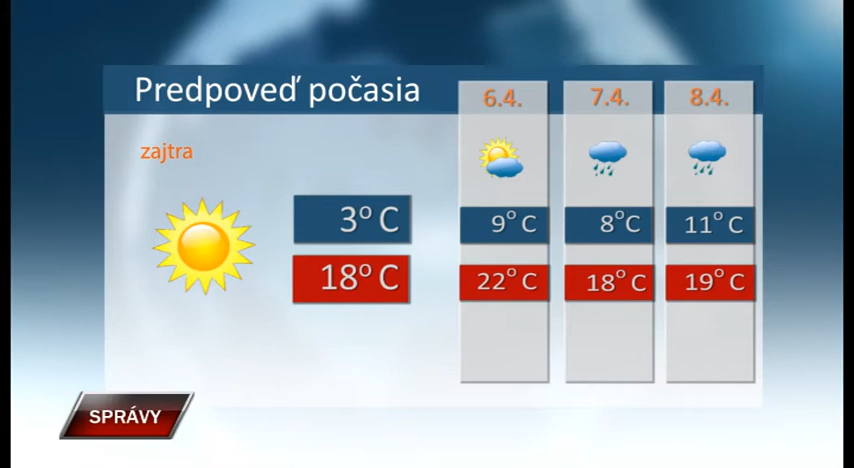 Predpoveď počasia
zajtra
3° C
18° C
6.4. 7.4. 8.4.
9° C 8°C 11° C
22° C 18° C 19° C
SPRÁVY